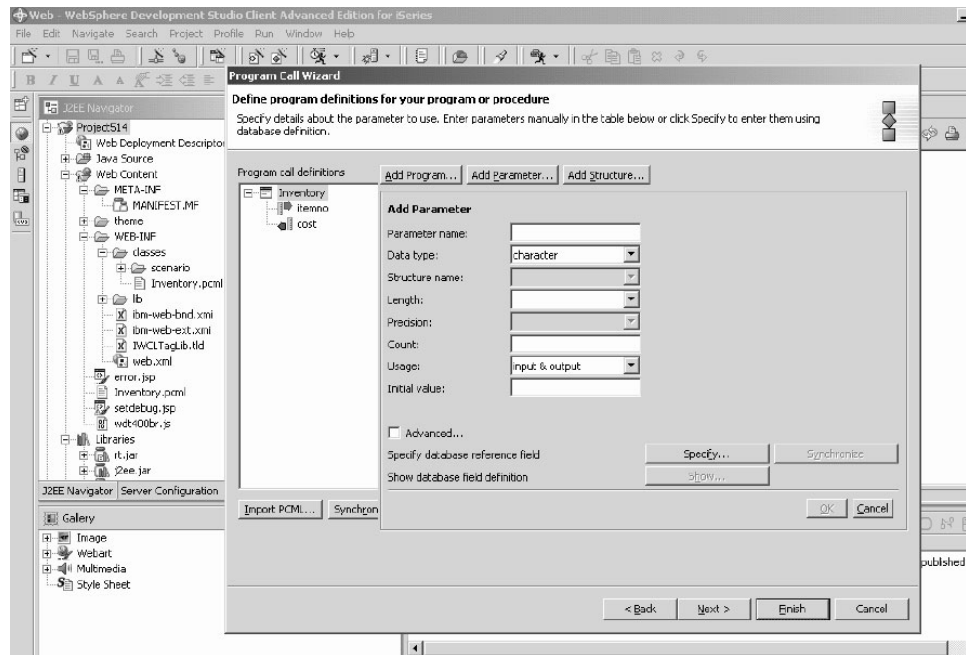 Web - WebSphere Development Studio Client Advanced Edition for iSeries
File Edit Navigate Search Project Profile Run Window Help
B I U A A
J2EE Navigator
Project514
Web Deployment Descripto
Java Source
Web Content
META-INF
MANIFEST.MF
theme
WEB-INF
classes
scenario
Inventory.pcml
lib
ibm-web-bnd.xmi
ibm-web-ext.xmi
IWCLTagLib.tld
web.xml
error.jsp
Inventory.pcml
setdebug.jsp
wdt400br.js
Libraries
rt.jar
j2ee.jar
J2EE Navigator Server Configuration
Galery
Image
Webart
Multimedia
Style Sheet
Program Call Wizard
Define program definitions for your program or procedure
Specify details about the parameter to use. Enter parameters manually in the table below or click Specify to enter them using
database definition.
Program call definitions
Inventory
itemno
cost
Import PCML... Synchron
Add Program... Add Parameter... Add Structure...
Add Parameter
Parameter name:
Data type: character
Structure name:
Length:
Precision:
Count:
Usage: input & output
Initial value:
Advanced...
Specify database reference field Specify... Synchronize
Show database field definition Show...
OK Cancel
< Back Next > Finish Cancel
published